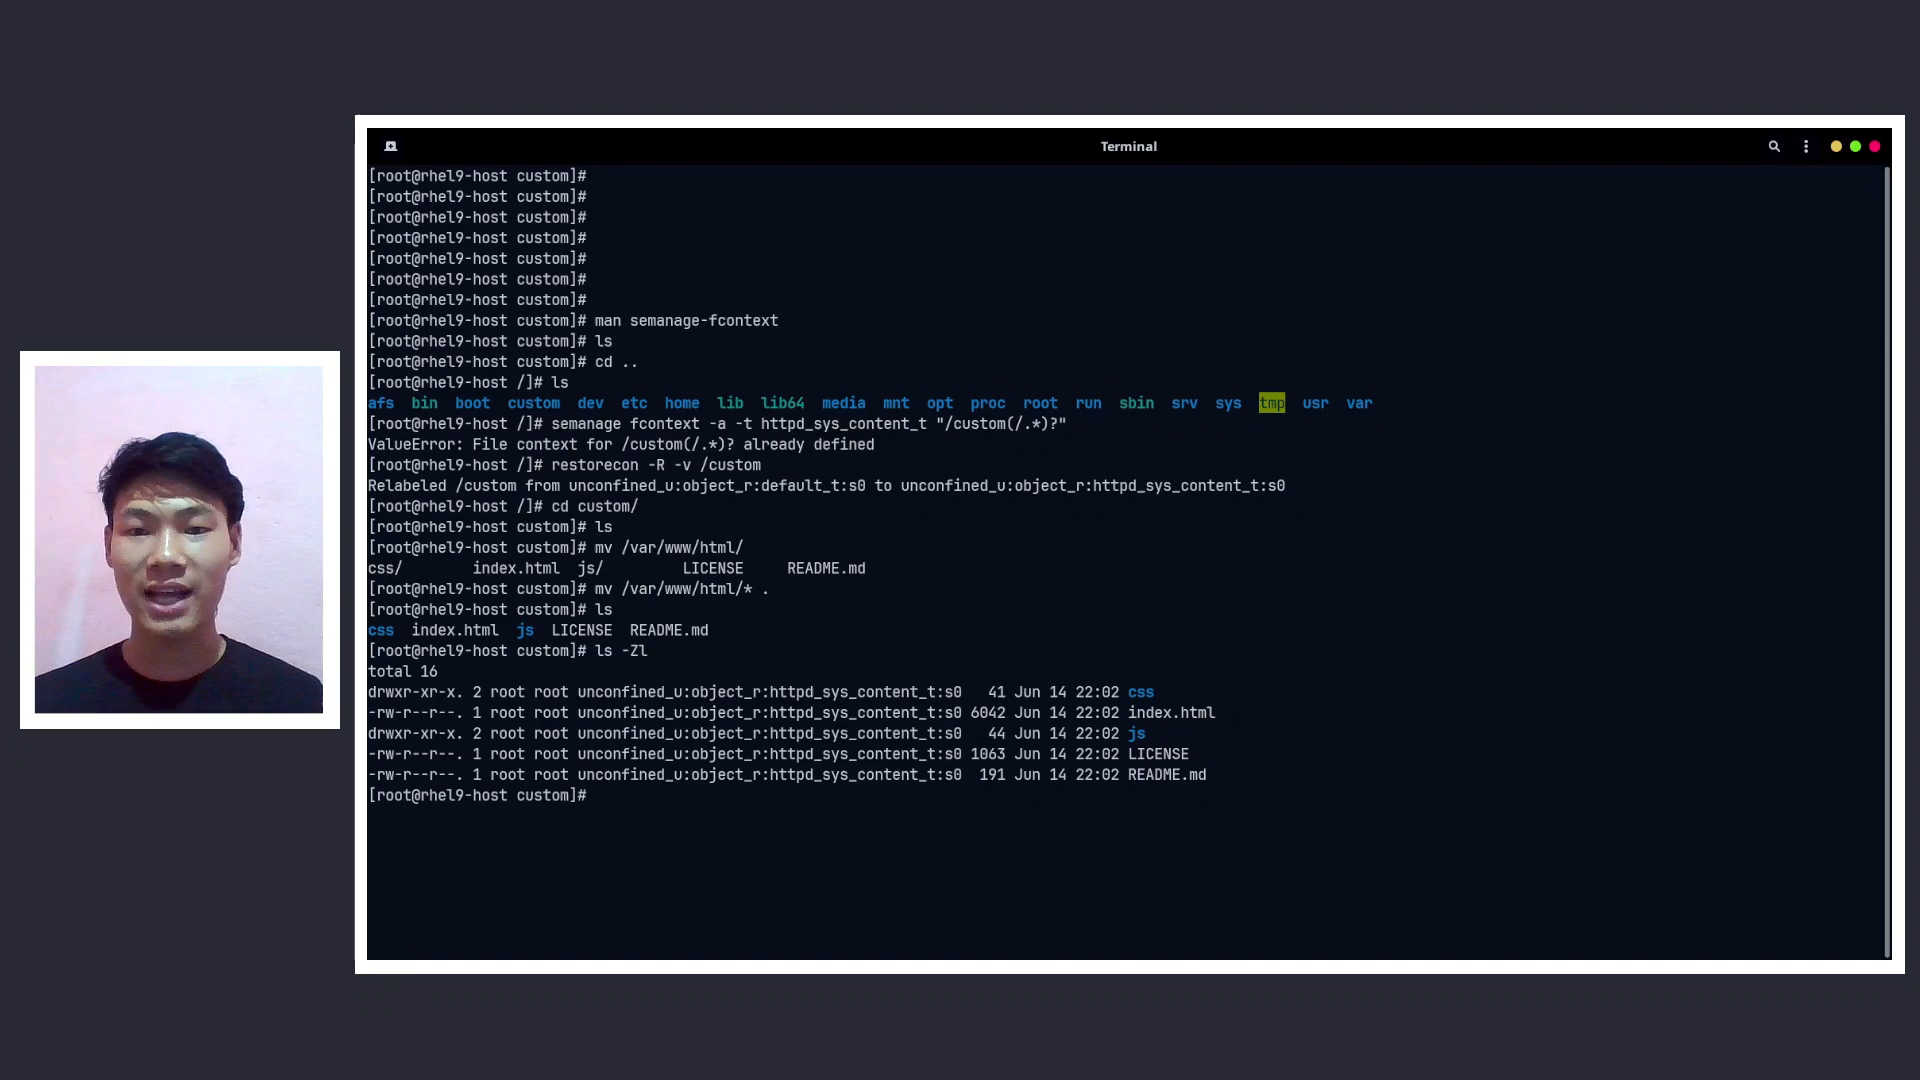 Terminal
[root@rhel9-host custom]#
[root@rhel9-host custom]#
[root@rhel9-host custom]#
[root@rhel9-host custom]#
[root@rhel9-host custom]#
[root@rhel9-host custom]#
[root@rhel9-host custom]#
[root@rhel9-host custom]# man semanage-fcontext
[root@rhel9-host custom]# ls
[root@rhel9-host custom]# cd ..
[root@rhel9-host /]# ls
afs bin boot custom dev etc home lib lib64 media mnt opt proc root run sbin srv sys tmp usr var
[root@rhel9-host /]# semanage fcontext -a -t httpd_sys_content_t "/custom(/.*)?"
ValueError: File context for /custom(/.*)? already defined
[root@rhel9-host /]# restorecon -R -v /custom
Relabeled /custom from unconfined_u:object_r:default_t:s0 to unconfined_u:object_r:httpd_sys_content_t:s0
[root@rhel9-host /]# cd custom/
[root@rhel9-host custom]# ls
[root@rhel9-host custom]# mv /var/www/html/
css/ index.html js/ LICENSE README.md
[root@rhel9-host custom]# mv /var/www/html/* .
[root@rhel9-host custom]# ls
css index.html js LICENSE README.md
[root@rhel9-host custom]# ls -Zl
total 16
drwxr-xr-x. 2 root root unconfined_u:object_r:httpd_sys_content_t:s0 41 Jun 14 22:02 css
-rw-r--r--. 1 root root unconfined_u:object_r:httpd_sys_content_t:s0 6042 Jun 14 22:02 index.html
drwxr-xr-x. 2 root root unconfined_u:object_r:httpd_sys_content_t:s0 44 Jun 14 22:02 js
-rw-r--r--. 1 root root unconfined_u:object_r:httpd_sys_content_t:s0 1063 Jun 14 22:02 LICENSE
-rw-r--r--. 1 root root unconfined_u:object_r:httpd_sys_content_t:s0 191 Jun 14 22:02 README.md
[root@rhel9-host custom]#